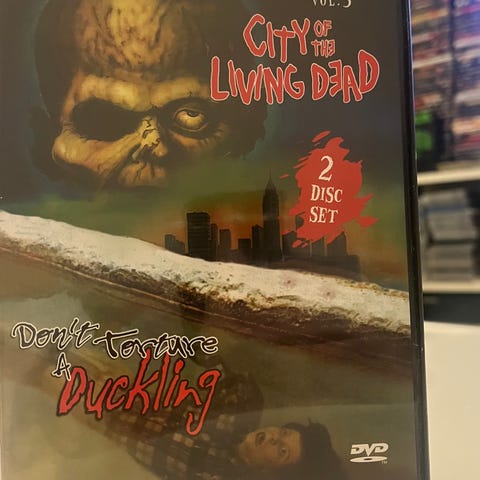 VOL. 3
CITY OF
THE
LIVING DEAD
2
DISC
SET
Don't Torture
A
Duckling
DVD